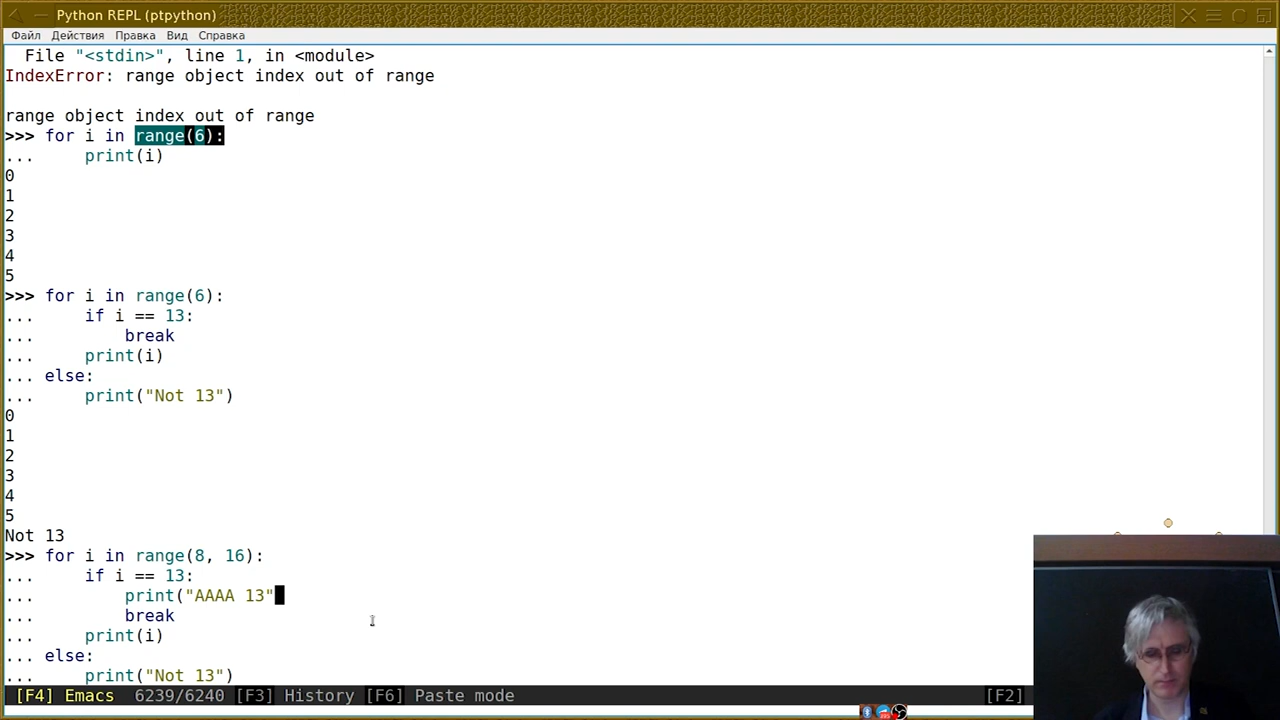 Python REPL (ptpython)
Файл Действия Правка Вид Справка
File "<stdin>", line 1, in <module>
IndexError: range object index out of range
range object index out of range
>>> for i in range(6):
...     print(i)
0
1
2
3
4
5
>>> for i in range(6):
...     if i == 13:
...         break
...     print(i)
... else:
...     print("Not 13")
0
1
2
3
4
5
Not 13
>>> for i in range(8, 16):
...     if i == 13:
...         print("AAAA 13"
...         break
...     print(i)
... else:
...     print("Not 13")
[F4] Emacs 6239/6240 [F3] History [F6] Paste mode [F2]